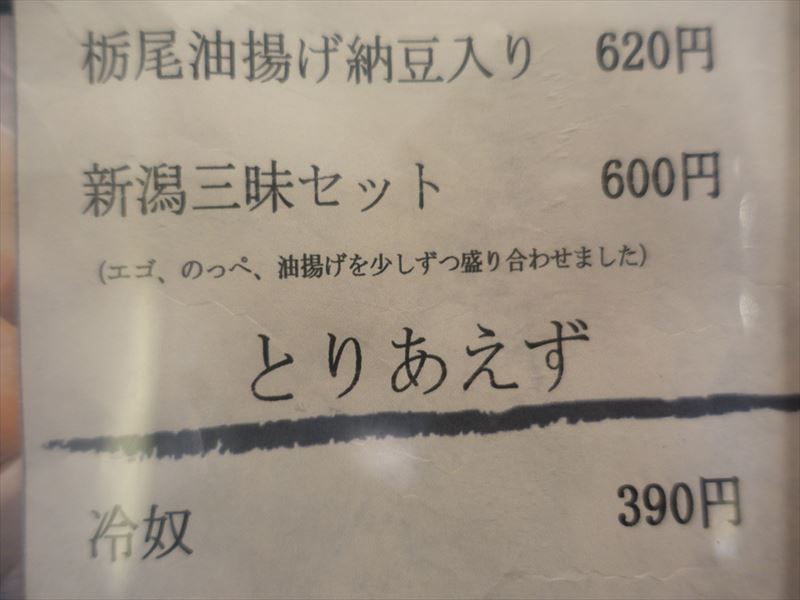 栃尾油揚げ納豆入り 620円
新潟三昧セット 600円
(エゴ、のっぺ、油揚げを少しずつ盛り合わせました)
とりあえず
冷奴 390円